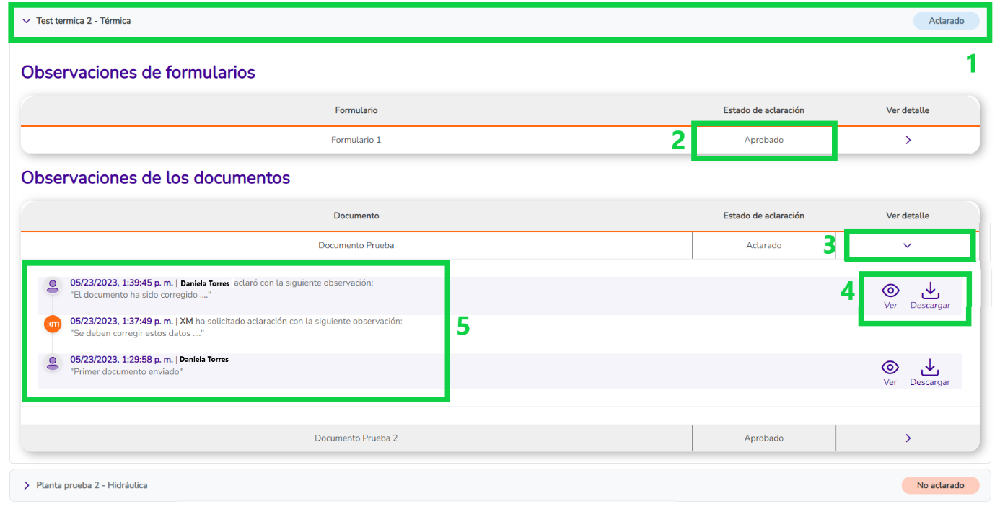 Test termica 2 - Térmica Aclarado
1
Observaciones de formularios
Formulario Estado de aclaración Ver detalle
Formulario 1 2 Aprobado
Observaciones de los documentos
Documento Estado de aclaración Ver detalle
Documento Prueba Aclarado 3
05/23/2023, 1:39:45 p. m. | Daniela Torres aclaró con la siguiente observación:
"El documento ha sido corregido ...."
4 Ver Descargar
xm 05/23/2023, 1:37:49 p. m. | XM ha solicitado aclaración con la siguiente observación:
"Se deben corregir estos datos ...."
5
05/23/2023, 1:29:58 p. m. | Daniela Torres
"Primer documento enviado"
Ver Descargar
Documento Prueba 2 Aprobado
Planta prueba 2 - Hidráulica No aclarado